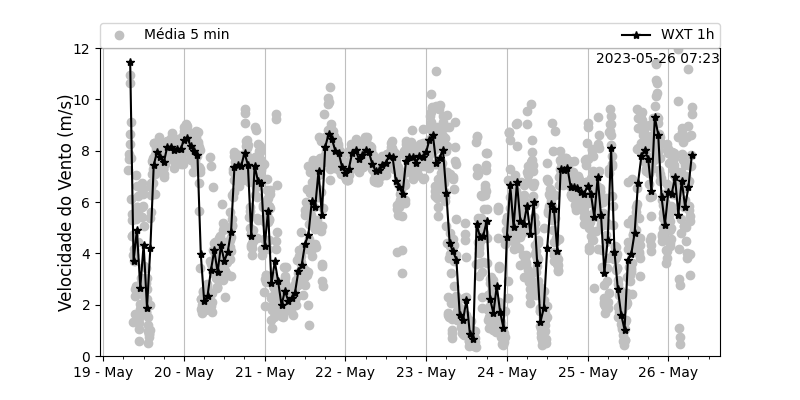 Média 5 min
WXT 1h
2023-05-26 07:23
Velocidade do Vento (m/s)
12
10
8
6
4
2
0
19 - May
20 - May
21 - May
22 - May
23 - May
24 - May
25 - May
26 - May